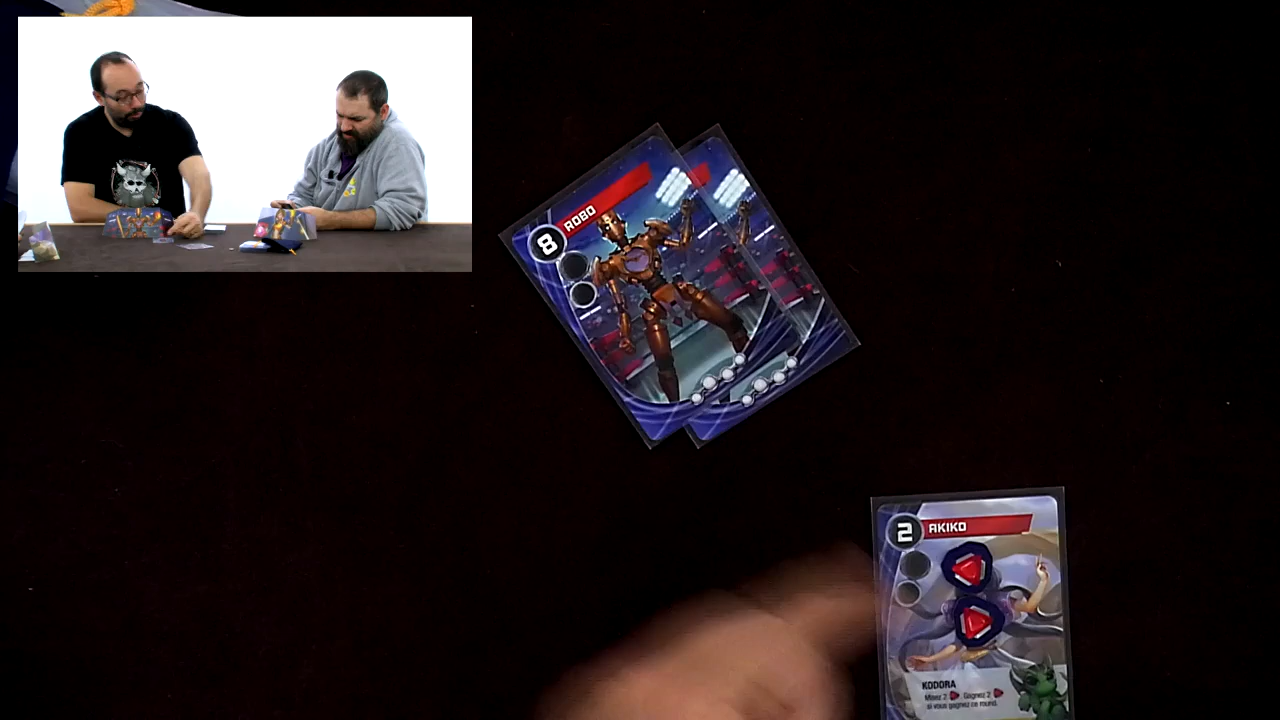 8 ROBO
2 AKIKO
KODORA
Misez 2 . Gagnez 2
si vous gagnez ce round.